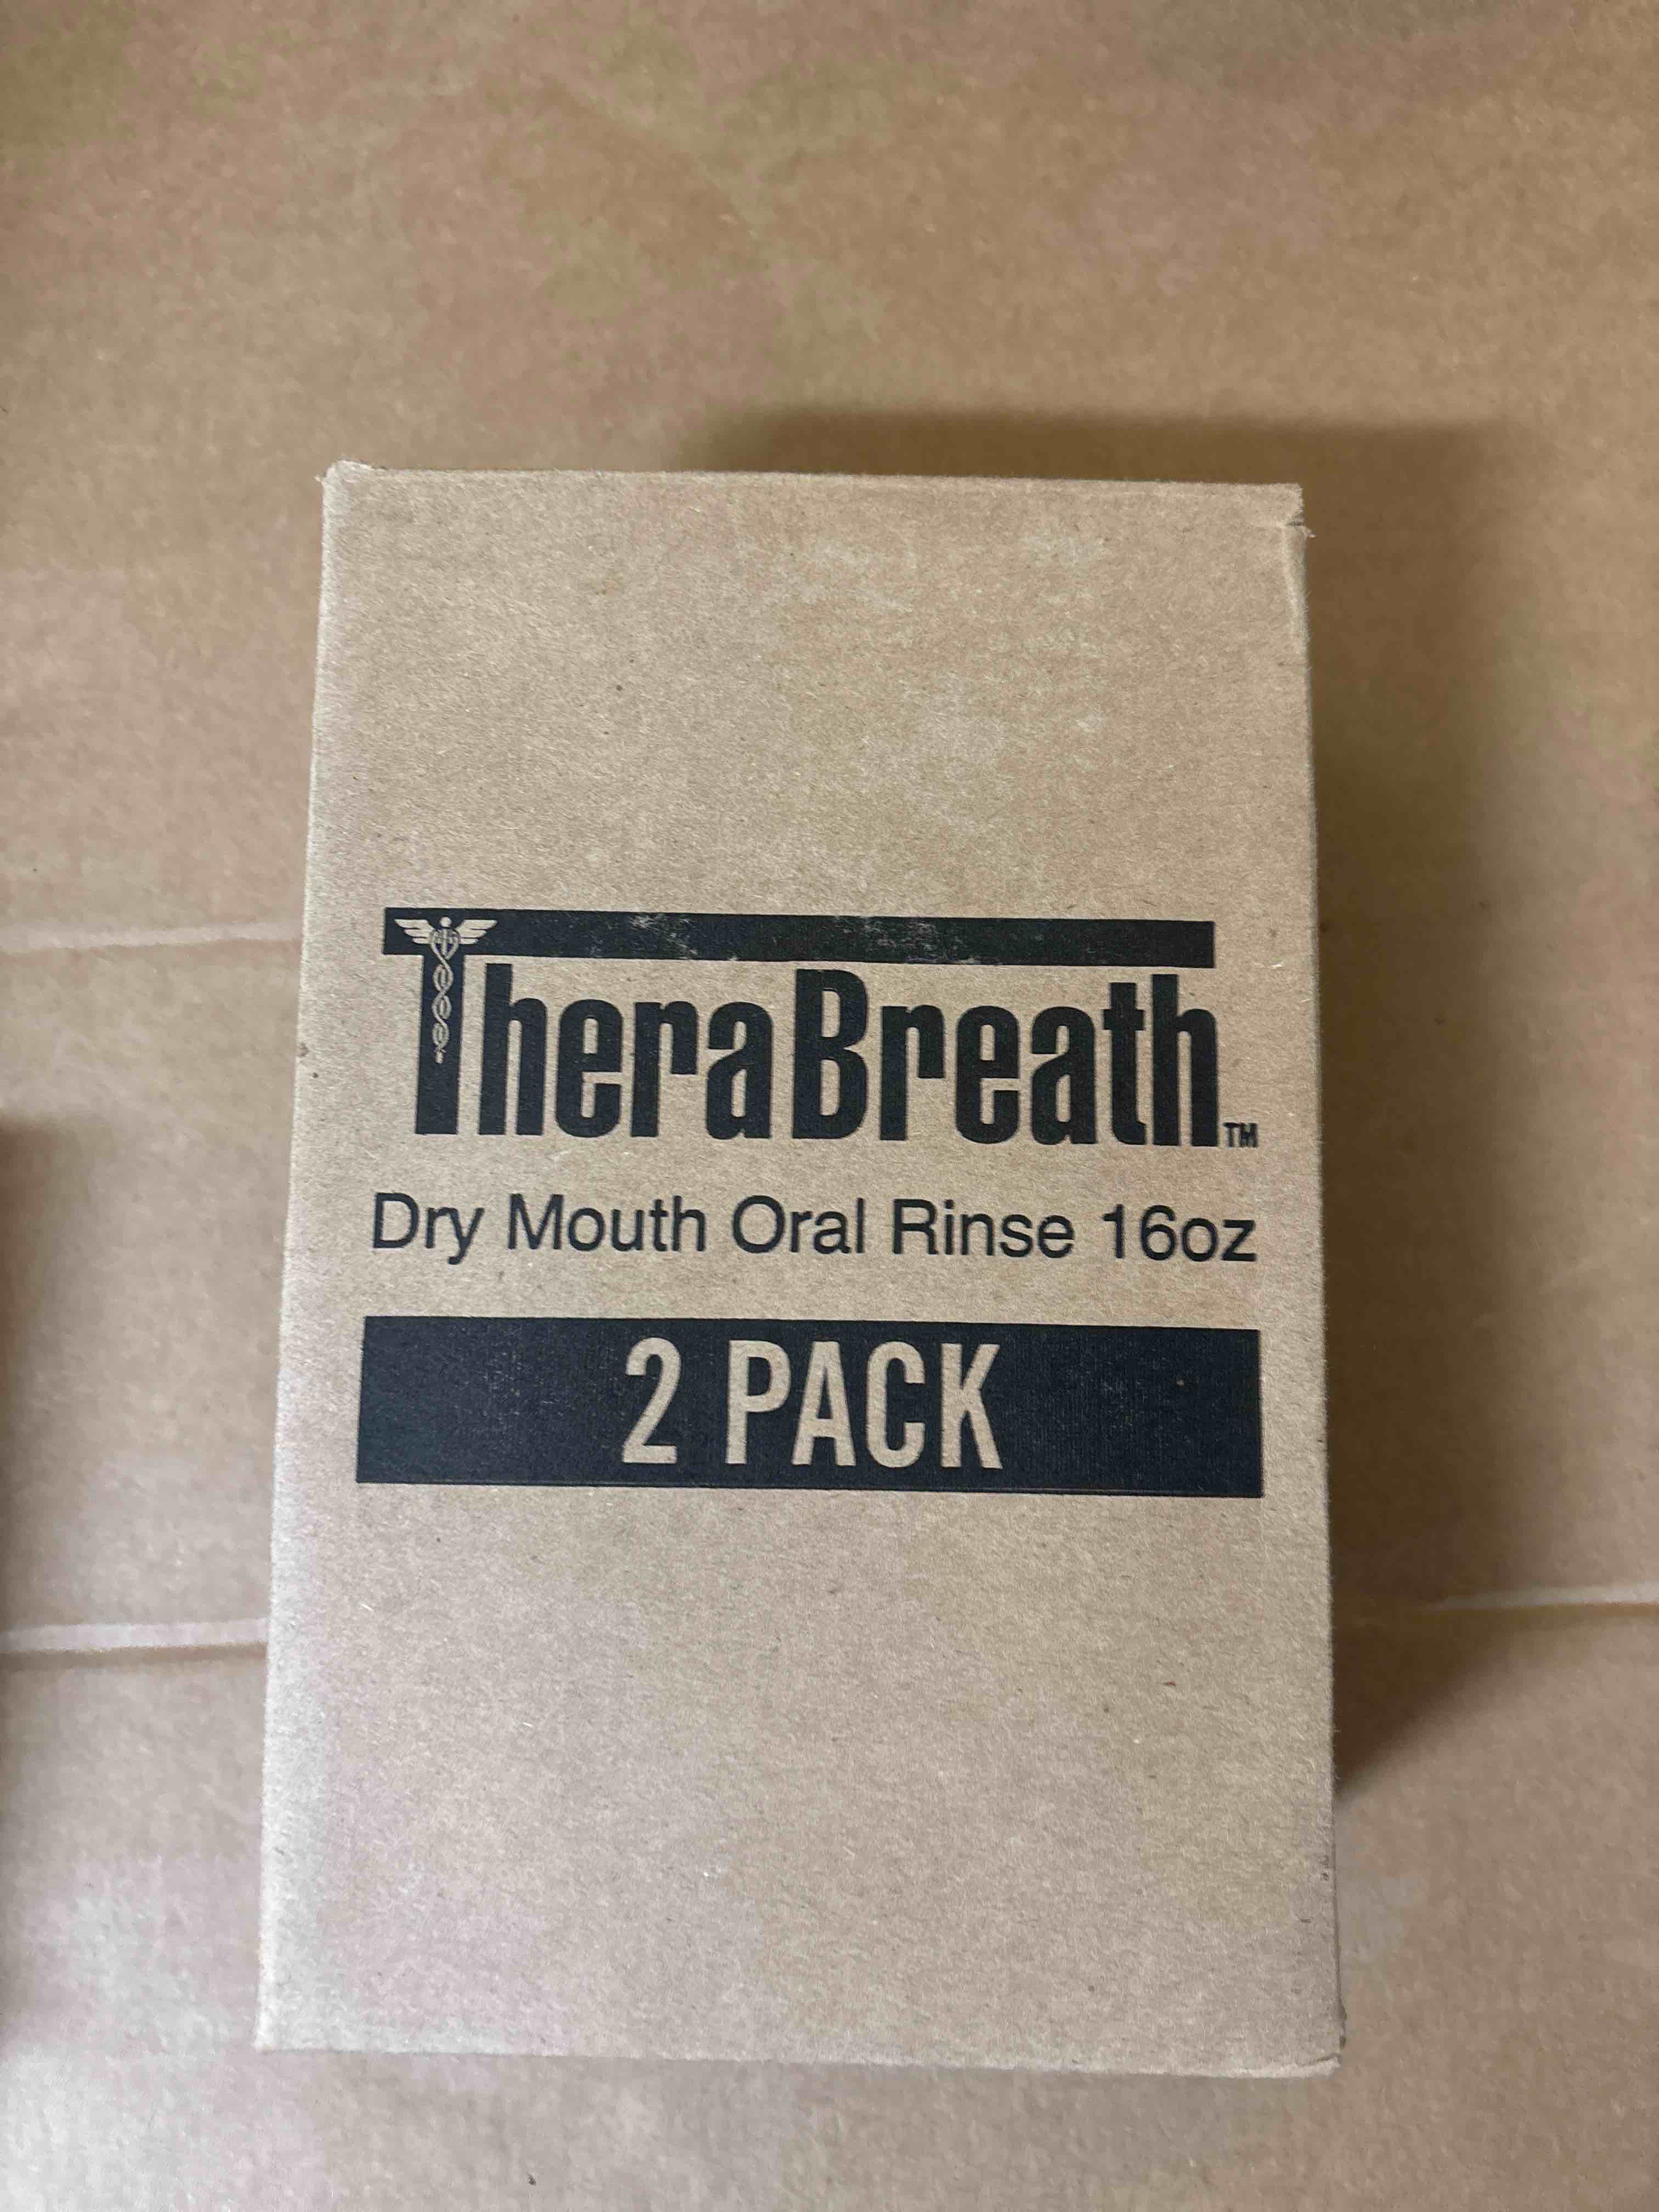 TheraBreath™
Dry Mouth Oral Rinse 16oz
2 PACK